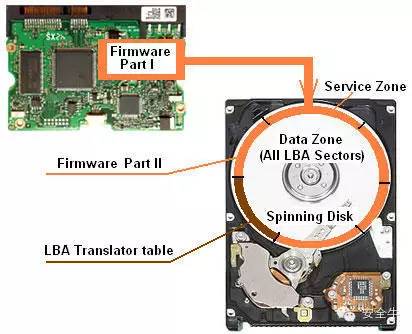 SX2
Firmware
Part I
Service Zone
Data Zone
(All LBA Sectors)
Firmware Part II
Spinning Disk
LBA Translator table
安全牛